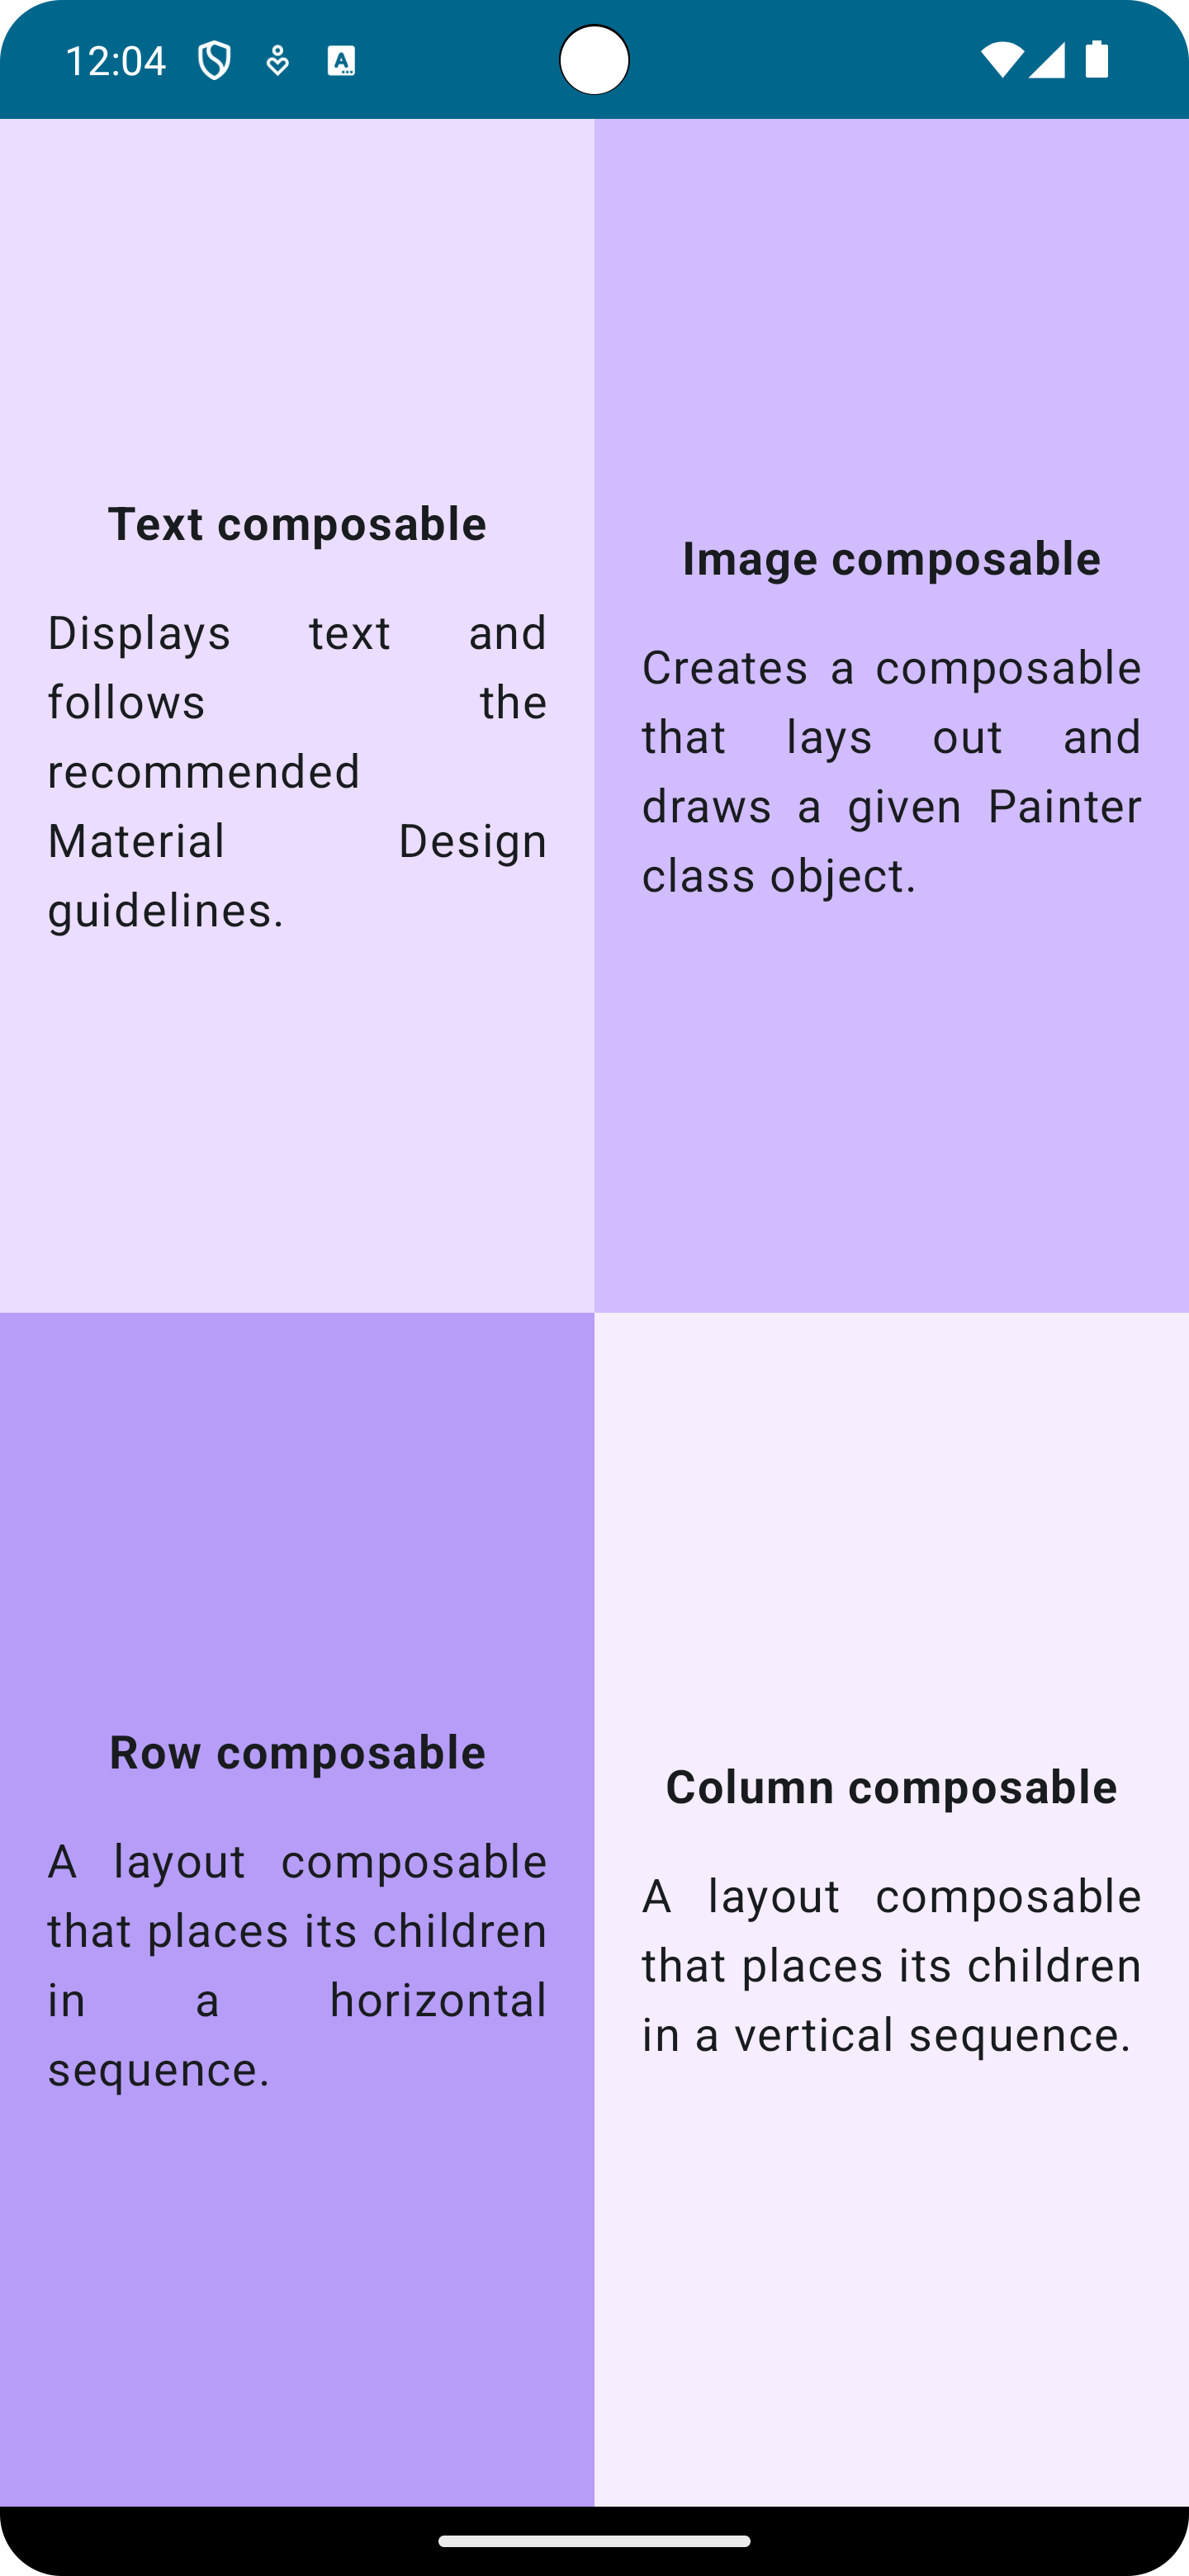 12:04
Text composable
Displays text and
follows the
recommended
Material Design
guidelines.
Image composable
Creates a composable
that lays out and
draws a given Painter
class object.
Row composable
A layout composable
that places its children
in a horizontal
sequence.
Column composable
A layout composable
that places its children
in a vertical sequence.